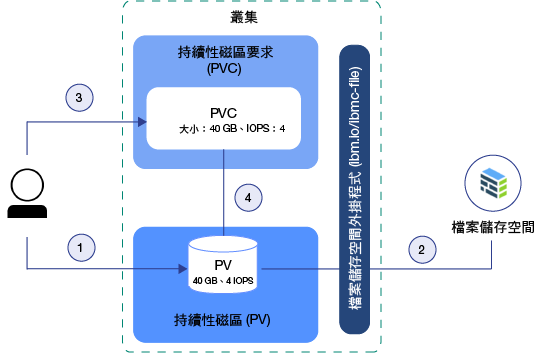 叢集
持續性磁區要求
(PVC)
PVC
大小：40 GB、IOPS：4
3
4
1
2
PV
40 GB、4 IOPS
持續性磁區 (PV)
檔案儲存空間外掛程式 (ibm.io/ibmc-file)
檔案儲存空間